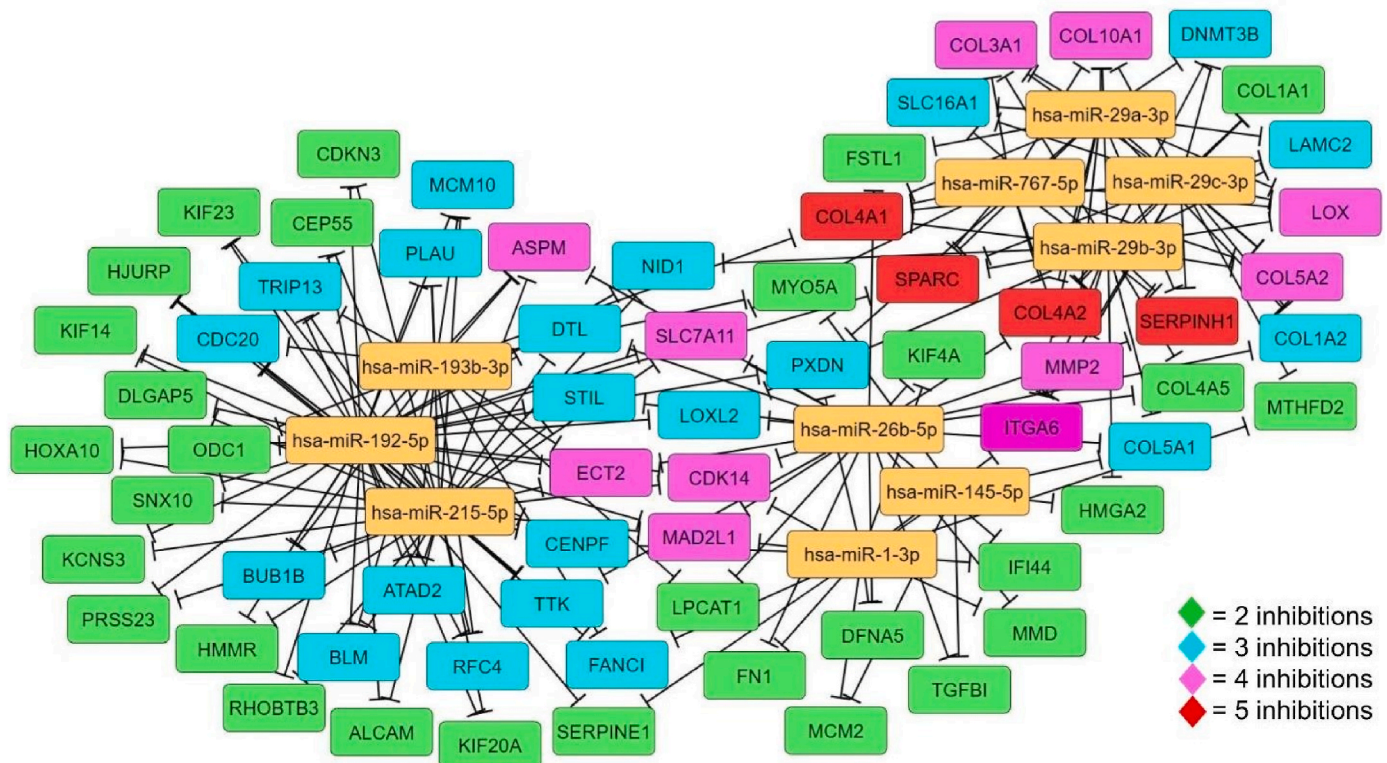 COL3A1
COL10A1
DNMT3B
SLC16A1
COL1A1
hsa-miR-29a-3p
CDKN3
FSTL1
LAMC2
MCM10
hsa-miR-767-5p
hsa-miR-29c-3p
KIF23
CEP55
COL4A1
LOX
PLAU
ASPM
hsa-miR-29b-3p
HJURP
TRIP13
NID1
MYO5A
SPARC
COL5A2
KIF14
CDC20
DTL
SLC7A11
COL4A2
SERPINH1
COL1A2
hsa-miR-193b-3p
PXDN
KIF4A
MMP2
DLGAP5
STIL
LOXL2
COL4A5
MTHFD2
HOXA10
ODC1
hsa-miR-192-5p
hsa-miR-26b-5p
ITGA6
COL5A1
SNX10
ECT2
CDK14
hsa-miR-145-5p
hsa-miR-215-5p
HMGA2
KCNS3
CENPF
MAD2L1
hsa-miR-1-3p
IFI44
BUB1B
ATAD2
TTK
LPCAT1
PRSS23
DFNA5
MMD
HMMR
BLM
RFC4
FANCI
FN1
TGFBI
RHOBTB3
ALCAM
KIF20A
SERPINE1
MCM2
= 2 inhibitions
= 3 inhibitions
= 4 inhibitions
= 5 inhibitions